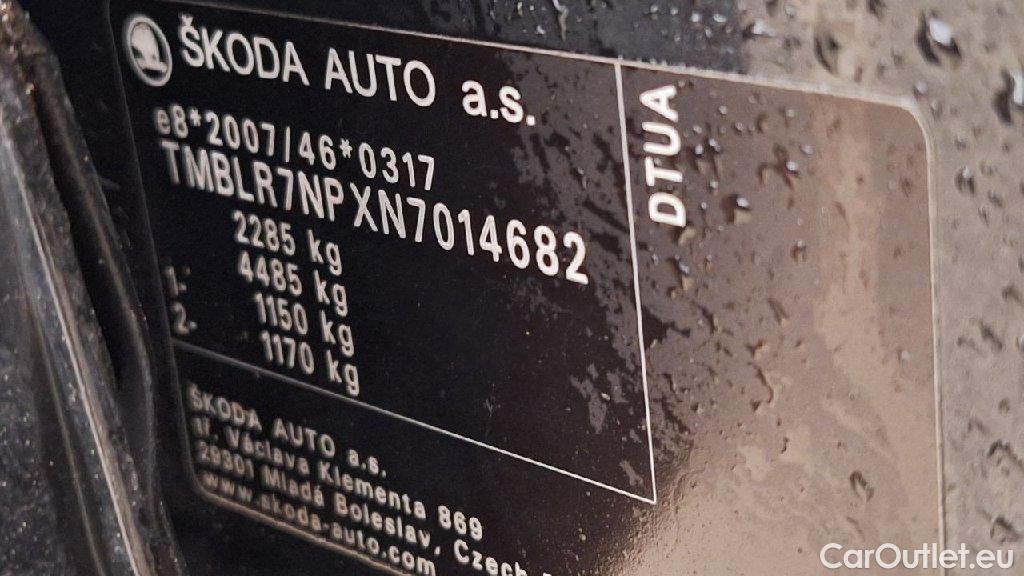 ŠKODA AUTO a.s.
e8*2007/46*0317
TMBLR7NPXN7014682
2285 kg
4485 kg
1- 1150 kg
2- 1170 kg
DTUA
ŠKODA AUTO a.s.
tř. Václava Klementa 869
29301 Mladá Boleslav, Czech
www.skoda-auto.com
CarOutlet.eu